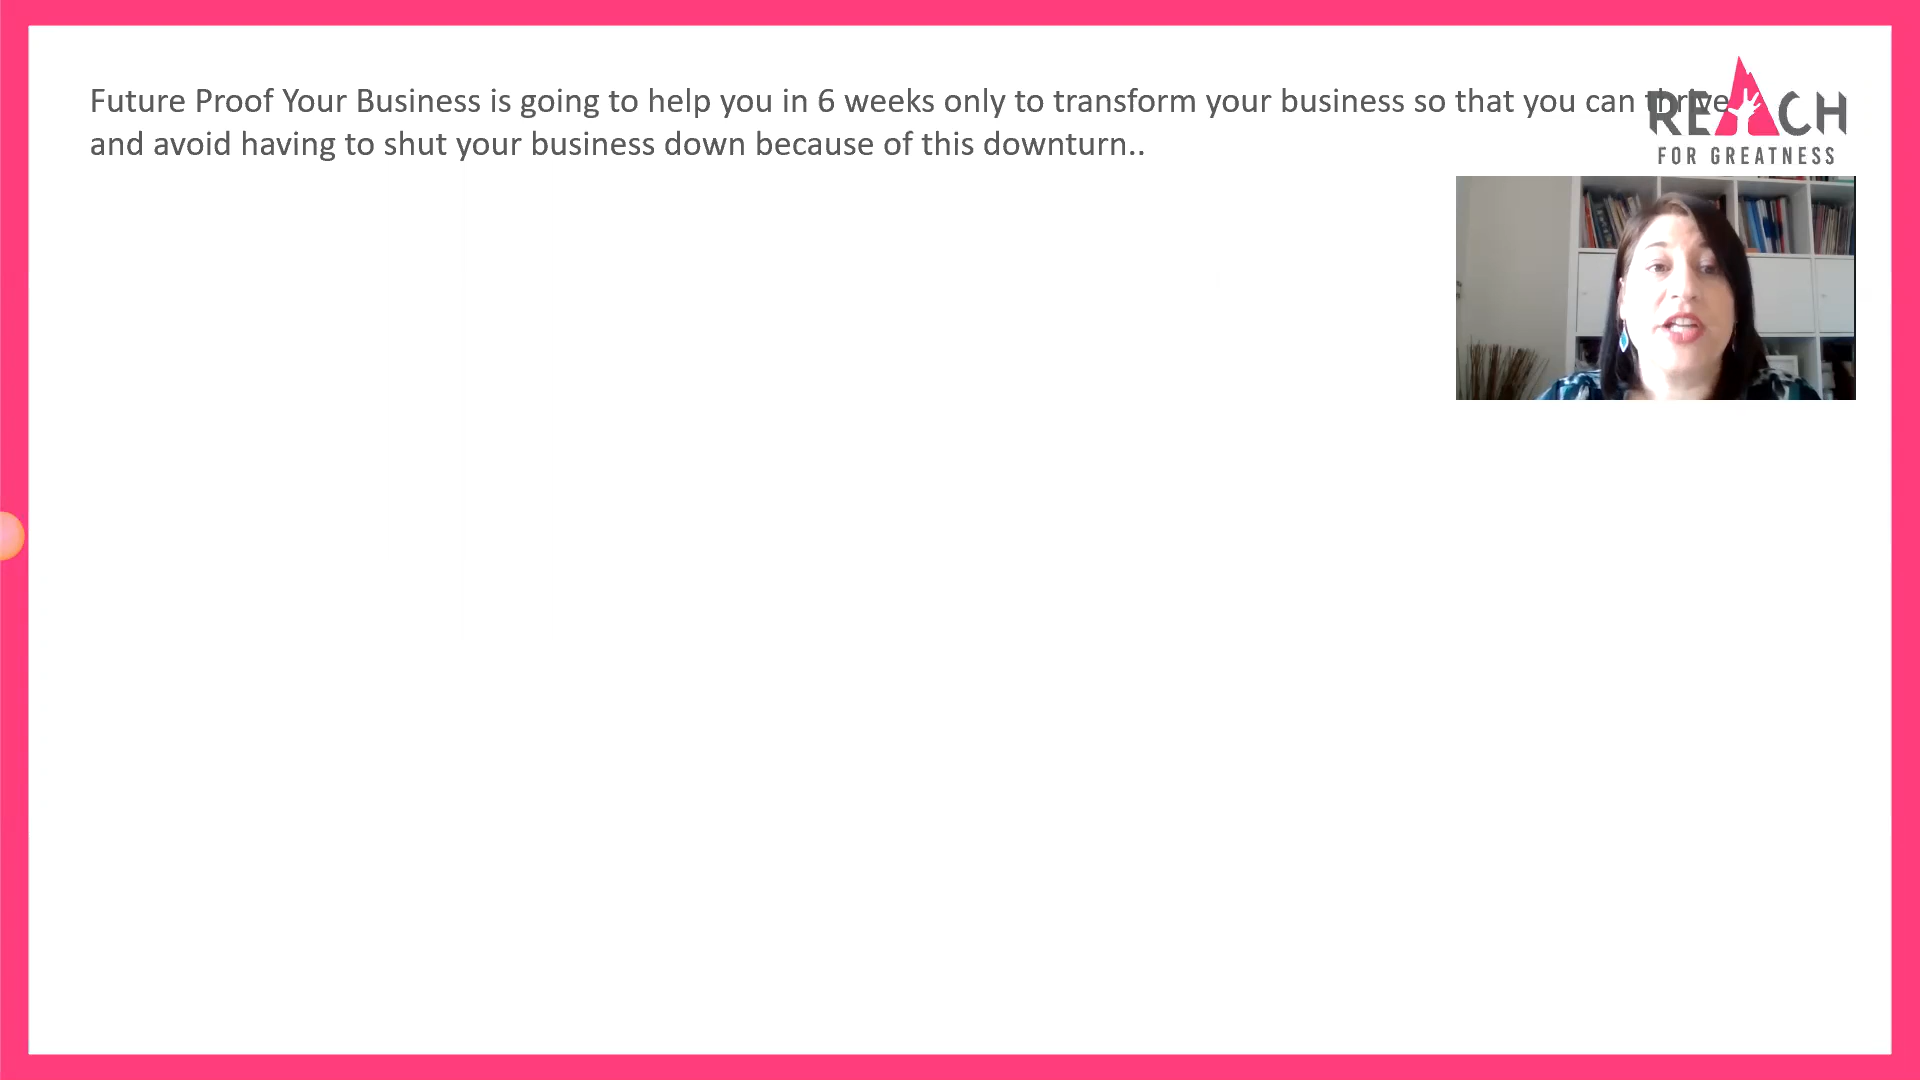 Future Proof Your Business is going to help you in 6 weeks only to transform your business so that you can thrive
and avoid having to shut your business down because of this downturn..
REACH
FOR GREATNESS